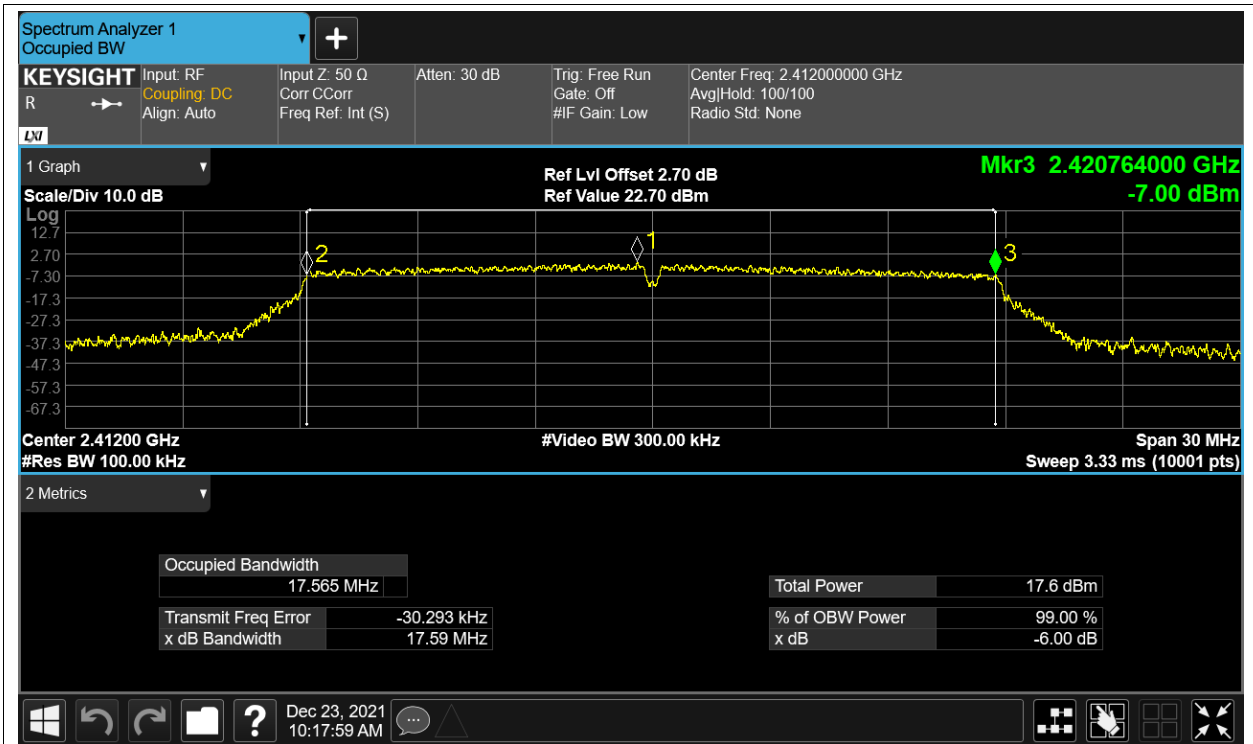 Spectrum Analyzer 1
Occupied BW
KEYSIGHT
R
LXI
Input: RF
Coupling: DC
Align: Auto
Input Z: 50 Ω
Corr CCorr
Freq Ref: Int (S)
Atten: 30 dB
Trig: Free Run
Gate: Off
#IF Gain: Low
Center Freq: 2.412000000 GHz
Avg|Hold: 100/100
Radio Std: None
1 Graph
Scale/Div 10.0 dB
Ref Lvl Offset 2.70 dB
Ref Value 22.70 dBm
Mkr3 2.420764000 GHz
-7.00 dBm
Log
12.7
2.70
-7.30
-17.3
-27.3
-37.3
-47.3
-57.3
-67.3
2
1
3
Center 2.41200 GHz
#Video BW 300.00 kHz
Span 30 MHz
#Res BW 100.00 kHz
Sweep 3.33 ms (10001 pts)
2 Metrics
Occupied Bandwidth
17.565 MHz
Transmit Freq Error -30.293 kHz
x dB Bandwidth 17.59 MHz
Total Power 17.6 dBm
% of OBW Power 99.00 %
x dB -6.00 dB
?
Dec 23, 2021
10:17:59 AM